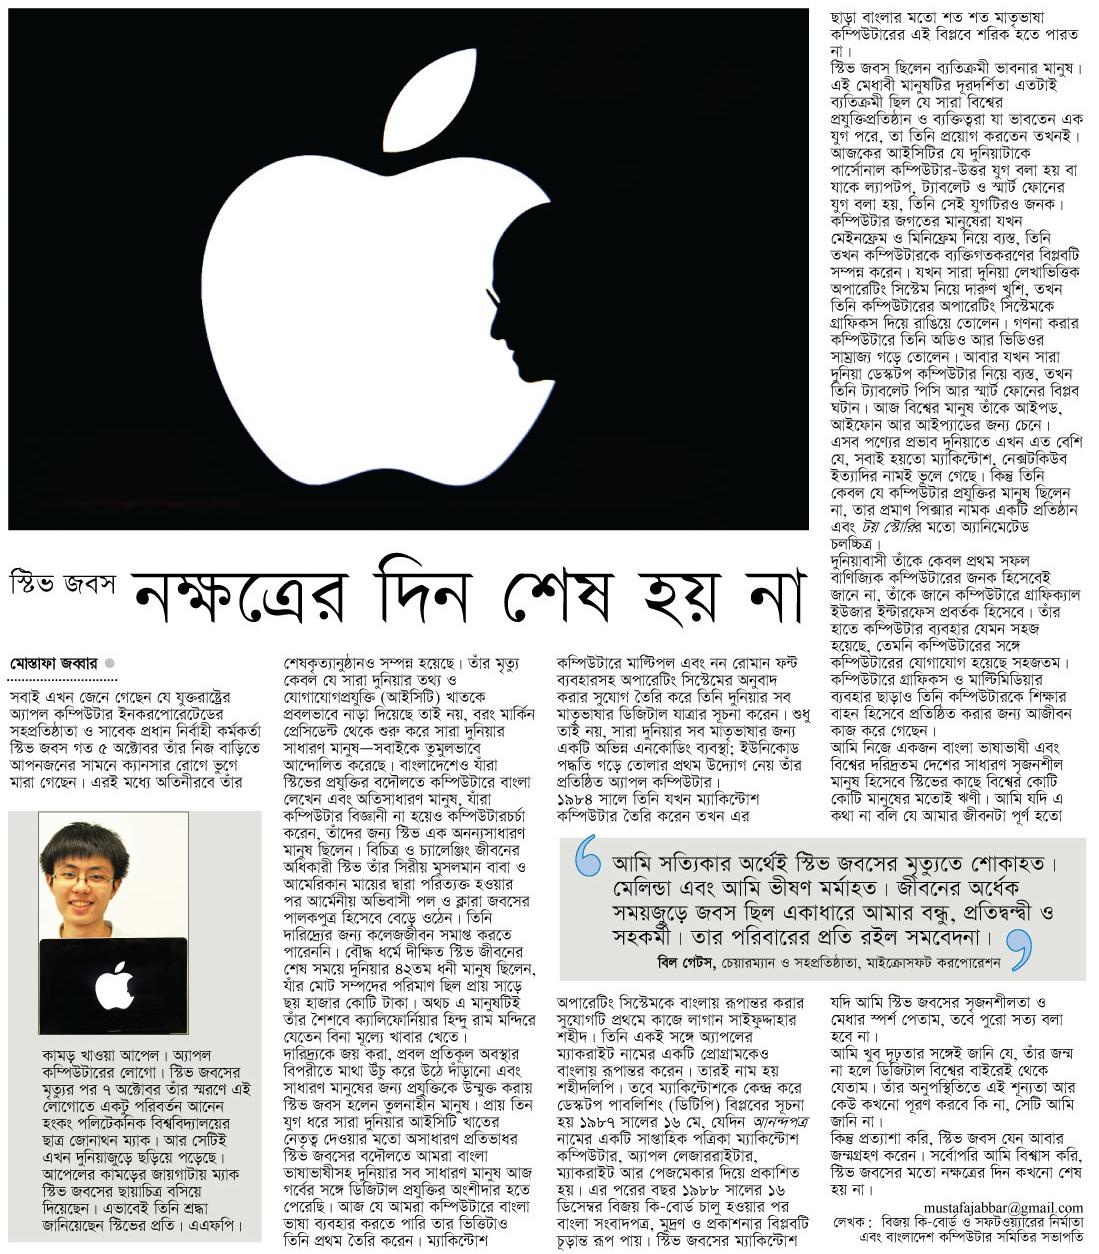 স্টিভ জবস
নক্ষত্রের দিন শেষ হয় না
মোস্তাফা জব্বার
সবাই এখন জেনে গেছেন যে যুক্তরাষ্ট্রের
অ্যাপল কম্পিউটার ইনকরপোরেটেডের
সহপ্রতিষ্ঠাতা ও সাবেক প্রধান নির্বাহী কর্মকর্তা
স্টিভ জবস গত ৫ অক্টোবর তাঁর নিজ বাড়িতে
আপনজনের সামনে ক্যানসার রোগে ভুগে
মারা গেছেন। এরই মধ্যে অতিনীরবে তাঁর
কামড় খাওয়া আপেল। অ্যাপল
কম্পিউটারের লোগো। স্টিভ জবসের
মৃত্যুর পর ৭ অক্টোবর তাঁর স্মরণে এই
লোগোতে একটু পরিবর্তন আনেন
হংকং পলিটেকনিক বিশ্ববিদ্যালয়ের
ছাত্র জোনাথন ম্যাক। আর সেটিই
এখন দুনিয়াজুড়ে ছড়িয়ে পড়েছে।
আপেলের কামড়ের জায়গাটায় ম্যাক
স্টিভ জবসের ছায়াচিত্র বসিয়ে
দিয়েছেন। এভাবেই তিনি শ্রদ্ধা
জানিয়েছেন স্টিভের প্রতি। এএফপি।
শেষকৃত্যানুষ্ঠানও সম্পন্ন হয়েছে। তাঁর মৃত্যু
কেবল যে সারা দুনিয়ার তথ্য ও
যোগাযোগপ্রযুক্তি (আইসিটি) খাতকে
প্রবলভাবে নাড়া দিয়েছে তাই নয়, বরং মার্কিন
প্রেসিডেন্ট থেকে শুরু করে সারা দুনিয়ার
সাধারণ মানুষ—সবাইকে তুমুলভাবে
আন্দোলিত করেছে। বাংলাদেশেও যাঁরা
স্টিভের প্রযুক্তির বদৌলতে কম্পিউটারে বাংলা
লেখেন এবং অতিসাধারণ মানুষ, যাঁরা
কম্পিউটার বিজ্ঞানী না হয়েও কম্পিউটারচর্চা
করেন, তাঁদের জন্য স্টিভ এক অনন্যসাধারণ
মানুষ ছিলেন। বিচিত্র ও চ্যালেঞ্জিং জীবনের
অধিকারী স্টিভ তাঁর সিরীয় মুসলমান বাবা ও
আমেরিকান মায়ের দ্বারা পরিত্যক্ত হওয়ার
পর আর্মেনীয় অভিবাসী পল ও ক্লারা জবসের
পালকপুত্র হিসেবে বেড়ে ওঠেন। তিনি
দারিদ্র্যের জন্য কলেজজীবন সমাপ্ত করতে
পারেননি। বৌদ্ধ ধর্মে দীক্ষিত স্টিভ জীবনের
শেষ সময়ে দুনিয়ার ৪২তম ধনী মানুষ ছিলেন,
যাঁর মোট সম্পদের পরিমাণ ছিল প্রায় সাড়ে
ছয় হাজার কোটি টাকা। অথচ এ মানুষটিই
তাঁর শৈশবে ক্যালিফোর্নিয়ার হিন্দু রাম মন্দিরে
যেতেন বিনা মূল্যে খাবার খেতে।
দারিদ্র্যকে জয় করা, প্রবল প্রতিকূল অবস্থার
বিপরীতে মাথা উঁচু করে উঠে দাঁড়ানো এবং
সাধারণ মানুষের জন্য প্রযুক্তিকে উন্মুক্ত করায়
স্টিভ জবস হলেন তুলনাহীন মানুষ। প্রায় তিন
যুগ ধরে সারা দুনিয়ার আইসিটি খাতের
নেতৃত্ব দেওয়ার মতো অসাধারণ প্রতিভাধর
স্টিভ জবসের বদৌলতে আমরা বাংলা
ভাষাভাষীসহ দুনিয়ার সব সাধারণ মানুষ আজ
গর্বের সঙ্গে ডিজিটাল প্রযুক্তির অংশীদার হতে
পেরেছি। আজ যে আমরা কম্পিউটারে বাংলা
ভাষা ব্যবহার করতে পারি তার ভিত্তিটাও
তিনি প্রথম তৈরি করেন। ম্যাকিন্টোশ
কম্পিউটারে মাল্টিপল এবং নন রোমান ফন্ট
ব্যবহারসহ অপারেটিং সিস্টেমের অনুবাদ
করার সুযোগ তৈরি করে তিনি দুনিয়ার সব
মাতৃভাষার ডিজিটাল যাত্রার সূচনা করেন। শুধু
তাই নয়, সারা দুনিয়ার সব মাতৃভাষার জন্য
একটি অভিন্ন এনকোডিং ব্যবস্থা; ইউনিকোড
পদ্ধতি গড়ে তোলার প্রথম উদ্যোগ নেয় তাঁর
প্রতিষ্ঠিত অ্যাপল কম্পিউটার।
১৯৮৪ সালে তিনি যখন ম্যাকিন্টোশ
কম্পিউটার তৈরি করেন তখন এর
অপারেটিং সিস্টেমকে বাংলায় রূপান্তর করার
সুযোগটি প্রথমে কাজে লাগান সাইফুদ্দাহার
শহীদ। তিনি একই সঙ্গে অ্যাপলের
ম্যাকরাইট নামের একটি প্রোগ্রামকেও
বাংলায় রূপান্তর করেন। তারই নাম হয়
শহীদলিপি। তবে ম্যাকিন্টোশকে কেন্দ্র করে
ডেস্কটপ পাবলিশিং (ডিটিপি) বিপ্লবের সূচনা
হয় ১৯৮৭ সালের ১৬ মে, যেদিন আনন্দপত্র
নামের একটি সাপ্তাহিক পত্রিকা ম্যাকিন্টোশ
কম্পিউটার, অ্যাপল লেজাররাইটার,
ম্যাকরাইট আর পেজমেকার দিয়ে প্রকাশিত
হয়। এর পরের বছর ১৯৮৮ সালের ১৬
ডিসেম্বর বিজয় কি-বোর্ড চালু হওয়ার পর
বাংলা সংবাদপত্র, মুদ্রণ ও প্রকাশনার বিপ্লবটি
চূড়ান্ত রূপ পায়। স্টিভ জবসের ম্যাকিন্টোশ
ছাড়া বাংলার মতো শত শত মাতৃভাষা
কম্পিউটারের এই বিপ্লবে শরিক হতে পারত
না।
স্টিভ জবস ছিলেন ব্যতিক্রমী ভাবনার মানুষ।
এই মেধাবী মানুষটির দূরদর্শিতা এতটাই
ব্যতিক্রমী ছিল যে সারা বিশ্বের
প্রযুক্তিপ্রতিষ্ঠান ও ব্যক্তিত্বরা যা ভাবতেন এক
যুগ পরে, তা তিনি প্রয়োগ করতেন তখনই।
আজকের আইসিটির যে দুনিয়াটাকে
পার্সোনাল কম্পিউটার-উত্তর যুগ বলা হয় বা
যাকে ল্যাপটপ, ট্যাবলেট ও স্মার্ট ফোনের
যুগ বলা হয়, তিনি সেই যুগটিরও জনক।
কম্পিউটার জগতের মানুষেরা যখন
মেইনফ্রেম ও মিনিফ্রেম নিয়ে ব্যস্ত, তিনি
তখন কম্পিউটারকে ব্যক্তিগতকরণের বিপ্লবটি
সম্পন্ন করেন। যখন সারা দুনিয়া লেখাভিত্তিক
অপারেটিং সিস্টেম নিয়ে দারুণ খুশি, তখন
তিনি কম্পিউটারের অপারেটিং সিস্টেমকে
গ্রাফিকস দিয়ে রাঙিয়ে তোলেন। গণনা করার
কম্পিউটারে তিনি অডিও আর ভিডিওর
সাম্রাজ্য গড়ে তোলেন। আবার যখন সারা
দুনিয়া ডেস্কটপ কম্পিউটার নিয়ে ব্যস্ত, তখন
তিনি ট্যাবলেট পিসি আর স্মার্ট ফোনের বিপ্লব
ঘটান। আজ বিশ্বের মানুষ তাঁকে আইপড,
আইফোন আর আইপ্যাডের জন্য চেনে।
এসব পণ্যের প্রভাব দুনিয়াতে এখন এত বেশি
যে, সবাই হয়তো ম্যাকিন্টোশ, নেক্সটকিউব
ইত্যাদির নামই ভুলে গেছে। কিন্তু তিনি
কেবল যে কম্পিউটার প্রযুক্তির মানুষ ছিলেন
না, তার প্রমাণ পিক্সার নামক একটি প্রতিষ্ঠান
এবং টয় স্টোরির মতো অ্যানিমেটেড
চলচ্চিত্র।
দুনিয়াবাসী তাঁকে কেবল প্রথম সফল
বাণিজ্যিক কম্পিউটারের জনক হিসেবেই
জানে না, তাঁকে জানে কম্পিউটারে গ্রাফিক্যাল
ইউজার ইন্টারফেস প্রবর্তক হিসেবে। তাঁর
হাতে কম্পিউটার ব্যবহার যেমন সহজ
হয়েছে, তেমনি কম্পিউটারের সঙ্গে
কম্পিউটারের যোগাযোগ হয়েছে সহজতম।
কম্পিউটারে গ্রাফিকস ও মাল্টিমিডিয়ার
ব্যবহার ছাড়াও তিনি কম্পিউটারকে শিক্ষার
বাহন হিসেবে প্রতিষ্ঠিত করার জন্য আজীবন
কাজ করে গেছেন।
আমি নিজে একজন বাংলা ভাষাভাষী এবং
বিশ্বের দরিদ্রতম দেশের সাধারণ সৃজনশীল
মানুষ হিসেবে স্টিভের কাছে বিশ্বের কোটি
কোটি মানুষের মতোই ঋণী। আমি যদি এ
কথা না বলি যে আমার জীবনটা পূর্ণ হতো
যদি আমি স্টিভ জবসের সৃজনশীলতা ও
মেধার স্পর্শ পেতাম, তবে পুরো সত্য বলা
হবে না।
আমি খুব দৃঢ়তার সঙ্গেই জানি যে, তাঁর জন্ম
না হলে ডিজিটাল বিশ্বের বাইরেই থেকে
যেতাম। তাঁর অনুপস্থিতিতে এই শূন্যতা আর
কেউ কখনো পূরণ করবে কি না, সেটি আমি
জানি না।
কিন্তু প্রত্যাশা করি, স্টিভ জবস যেন আবার
জন্মগ্রহণ করেন। সর্বোপরি আমি বিশ্বাস করি,
স্টিভ জবসের মতো নক্ষত্রের দিন কখনো শেষ
হয় না।
mustafajabbar@gmail.com
লেখক: বিজয় কি-বোর্ড ও সফটওয়্যারের নির্মাতা
এবং বাংলাদেশ কম্পিউটার সমিতির সভাপতি
আমি সত্যিকার অর্থেই স্টিভ জবসের মৃত্যুতে শোকাহত।
মেলিন্ডা এবং আমি ভীষণ মর্মাহত। জীবনের অর্ধেক
সময়জুড়ে জবস ছিল একাধারে আমার বন্ধু, প্রতিদ্বন্দ্বী ও
সহকর্মী। তার পরিবারের প্রতি রইল সমবেদনা।
বিল গেটস, চেয়ারম্যান ও সহপ্রতিষ্ঠাতা, মাইক্রোসফট করপোরেশন